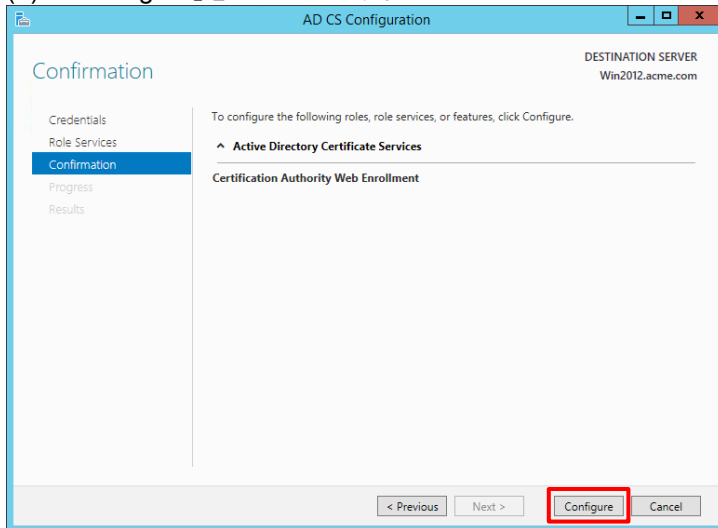 AD CS Configuration
DESTINATION SERVER
Win2012.acme.com
Confirmation
Credentials
Role Services
Confirmation
Progress
Results
To configure the following roles, role services, or features, click Configure.
Active Directory Certificate Services
Certification Authority Web Enrollment
< Previous
Next >
Configure
Cancel